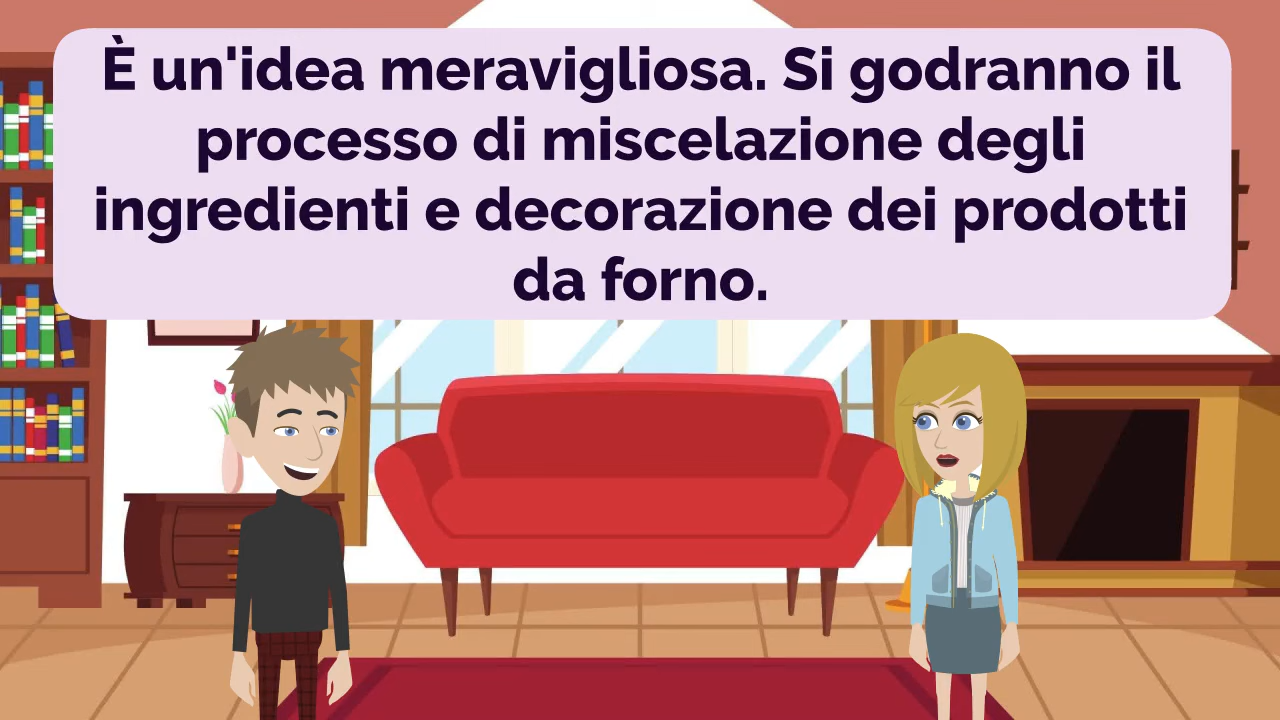 È un'idea meravigliosa. Si godranno il
processo di miscelazione degli
ingredienti e decorazione dei prodotti
da forno.